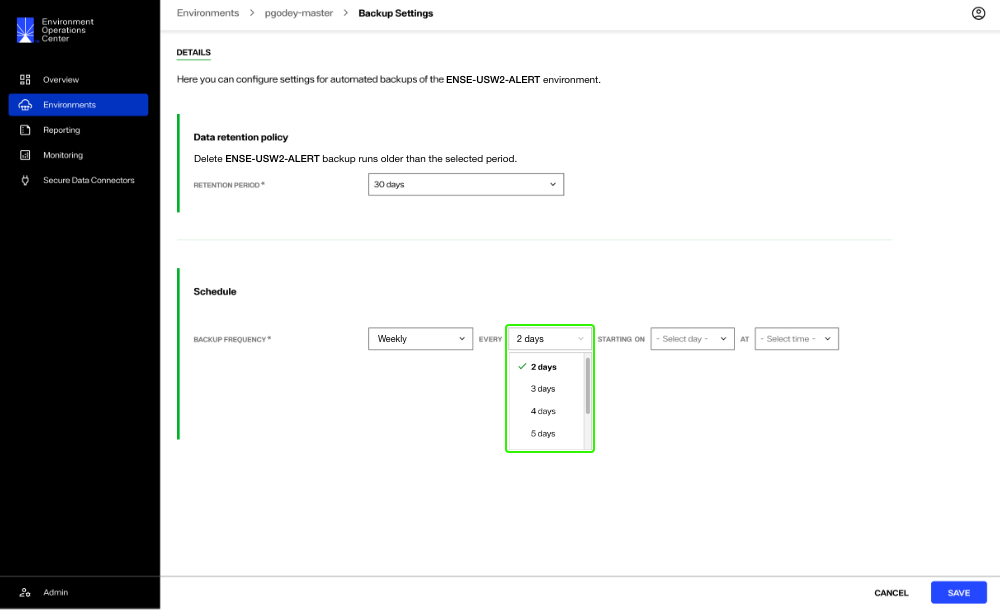 Environment
Operations
Center
Overview
Environments
Reporting
Monitoring
Secure Data Connectors
Admin
Environments > pgodey-master > Backup Settings
DETAILS
Here you can configure settings for automated backups of the ENSE-USW2-ALERT environment.
Data retention policy
Delete ENSE-USW2-ALERT backup runs older than the selected period.
RETENTION PERIOD * 30 days
Schedule
BACKUP FREQUENCY * Weekly EVERY 2 days STARTING ON - Select day - AT - Select time -
2 days
3 days
4 days
5 days
CANCEL SAVE